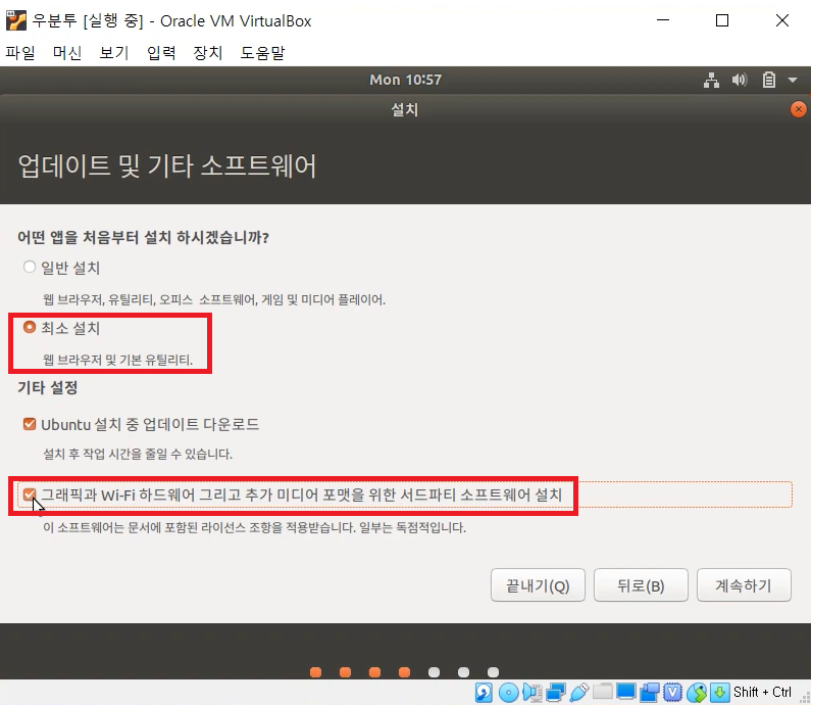 우분투 [실행 중] - Oracle VM VirtualBox
파일 머신 보기 입력 장치 도움말
Mon 10:57
설치
업데이트 및 기타 소프트웨어
어떤 앱을 처음부터 설치 하시겠습니까?
일반 설치
웹 브라우저, 유틸리티, 오피스 소프트웨어, 게임 및 미디어 플레이어.
최소 설치
웹 브라우저 및 기본 유틸리티.
기타 설정
Ubuntu 설치 중 업데이트 다운로드
설치 후 작업 시간을 줄일 수 있습니다.
그래픽과 Wi-Fi 하드웨어 그리고 추가 미디어 포맷을 위한 서드파티 소프트웨어 설치
이 소프트웨어는 문서에 포함된 라이선스 조항을 적용받습니다. 일부는 독점적입니다.
끝내기(Q) 뒤로(B) 계속하기
Shift + Ctrl